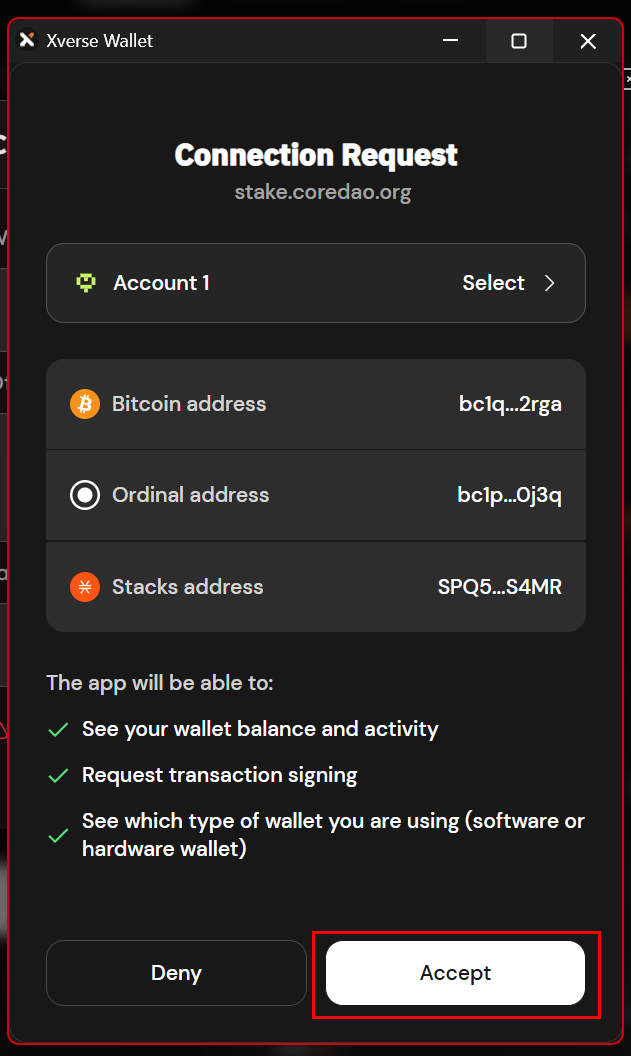 Xverse Wallet
Connection Request
stake.coredao.org
Account 1 Select
Bitcoin address bc1q...2rga
Ordinal address bc1p...0j3q
Stacks address SPQ5...S4MR
The app will be able to:
See your wallet balance and activity
Request transaction signing
See which type of wallet you are using (software or
hardware wallet)
Deny Accept